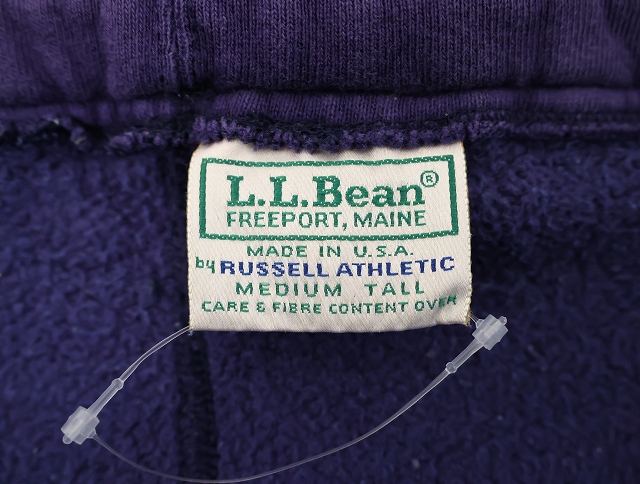 L.L.Bean®
FREEPORT, MAINE
MADE IN U.S.A.
by RUSSELL ATHLETIC
MEDIUM TALL
CARE & FIBRE CONTENT OVER